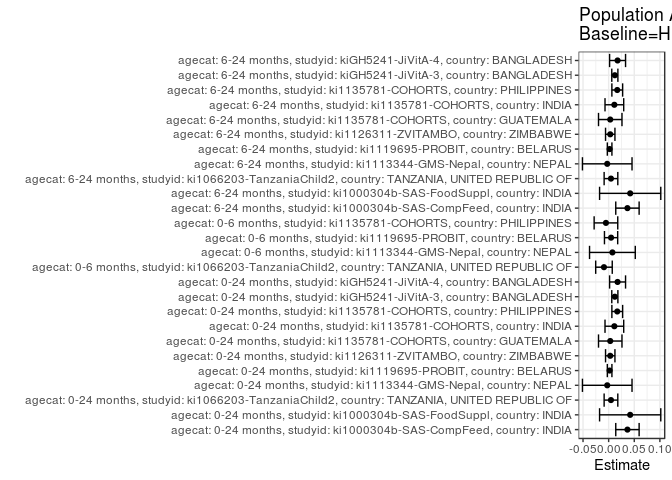 Population
Baseline=H
agecat: 6-24 months, studyid: kiGH5241-JiVitA-4, country: BANGLADESH
agecat: 6-24 months, studyid: kiGH5241-JiVitA-3, country: BANGLADESH
agecat: 6-24 months, studyid: ki1135781-COHORTS, country: PHILIPPINES
agecat: 6-24 months, studyid: ki1135781-COHORTS, country: INDIA
agecat: 6-24 months, studyid: ki1135781-COHORTS, country: GUATEMALA
agecat: 6-24 months, studyid: ki1126311-ZVITAMBO, country: ZIMBABWE
agecat: 6-24 months, studyid: ki1119695-PROBIT, country: BELARUS
agecat: 6-24 months, studyid: ki1113344-GMS-Nepal, country: NEPAL
agecat: 6-24 months, studyid: ki1066203-TanzaniaChild2, country: TANZANIA, UNITED REPUBLIC OF
agecat: 6-24 months, studyid: ki1000304b-SAS-FoodSuppl, country: INDIA
agecat: 6-24 months, studyid: ki1000304b-SAS-CompFeed, country: INDIA
agecat: 0-6 months, studyid: ki1135781-COHORTS, country: PHILIPPINES
agecat: 0-6 months, studyid: ki1119695-PROBIT, country: BELARUS
agecat: 0-6 months, studyid: ki1113344-GMS-Nepal, country: NEPAL
agecat: 0-6 months, studyid: ki1066203-TanzaniaChild2, country: TANZANIA, UNITED REPUBLIC OF
agecat: 0-24 months, studyid: kiGH5241-JiVitA-4, country: BANGLADESH
agecat: 0-24 months, studyid: kiGH5241-JiVitA-3, country: BANGLADESH
agecat: 0-24 months, studyid: ki1135781-COHORTS, country: PHILIPPINES
agecat: 0-24 months, studyid: ki1135781-COHORTS, country: INDIA
agecat: 0-24 months, studyid: ki1135781-COHORTS, country: GUATEMALA
agecat: 0-24 months, studyid: ki1126311-ZVITAMBO, country: ZIMBABWE
agecat: 0-24 months, studyid: ki1119695-PROBIT, country: BELARUS
agecat: 0-24 months, studyid: ki1113344-GMS-Nepal, country: NEPAL
agecat: 0-24 months, studyid: ki1066203-TanzaniaChild2, country: TANZANIA, UNITED REPUBLIC OF
agecat: 0-24 months, studyid: ki1000304b-SAS-FoodSuppl, country: INDIA
agecat: 0-24 months, studyid: ki1000304b-SAS-CompFeed, country: INDIA
-0.05 0.00 0.05 0.10
Estimate